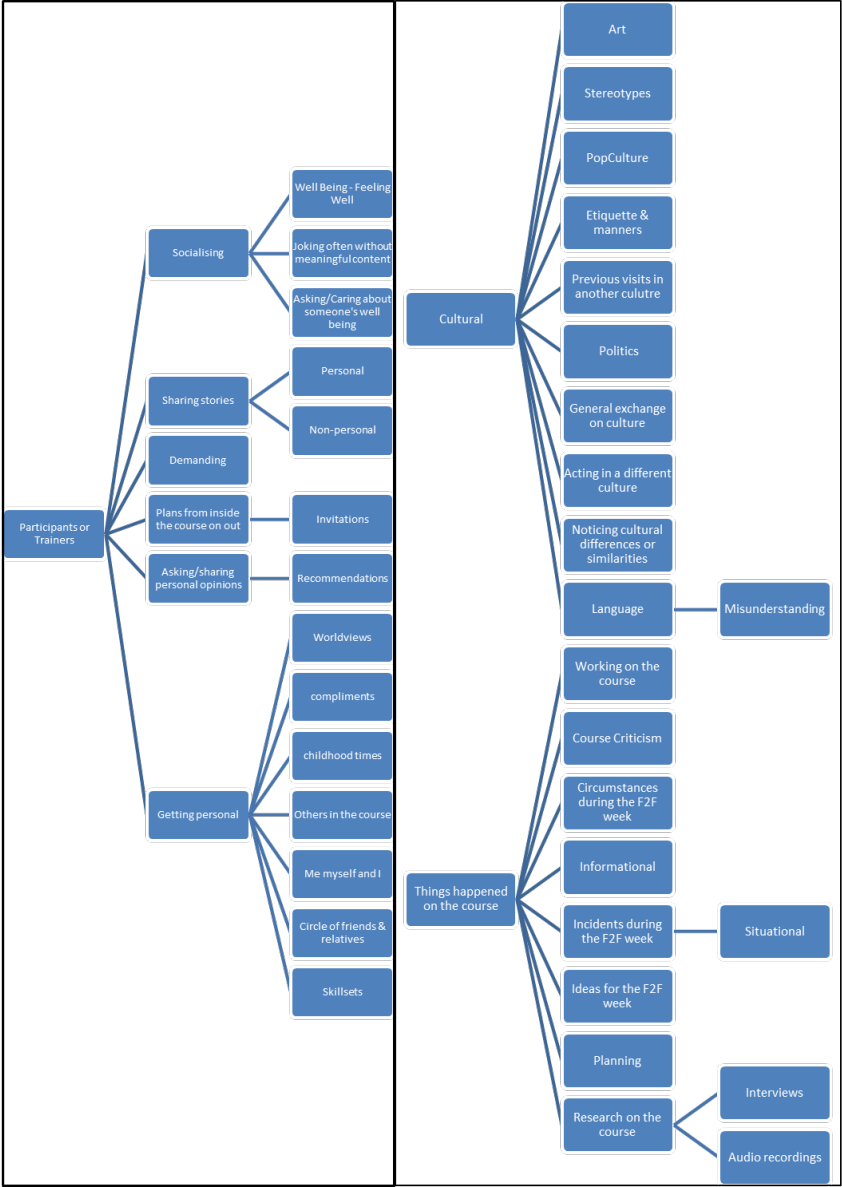 Participants or
Trainers
Socialising
Well Being - Feeling
Well
Joking often without
meaningful content
Asking/Caring about
someone's well
being
Sharing stories
Personal
Non-personal
Demanding
Plans from inside
the course on out
Invitations
Asking/sharing
personal opinions
Recommendations
Getting personal
Worldviews
compliments
childhood times
Others in the course
Me myself and I
Circle of friends &
relatives
Skillsets
Cultural
Art
Stereotypes
PopCulture
Etiquette &
manners
Previous visits in
another culutre
Politics
General exchange
on culture
Acting in a different
culture
Noticing cultural
differences or
similarities
Language
Misunderstanding
Things happened
on the course
Working on the
course
Course Criticism
Circumstances
during the F2F
week
Informational
Incidents during
the F2F week
Situational
Ideas for the F2F
week
Planning
Research on the
course
Interviews
Audio recordings